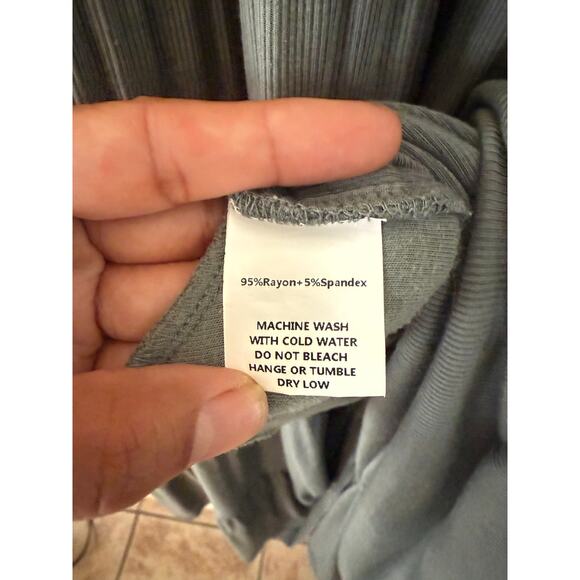 95%Rayon+5%Spandex
MACHINE WASH
WITH COLD WATER
DO NOT BLEACH
HANGE OR TUMBLE
DRY LOW